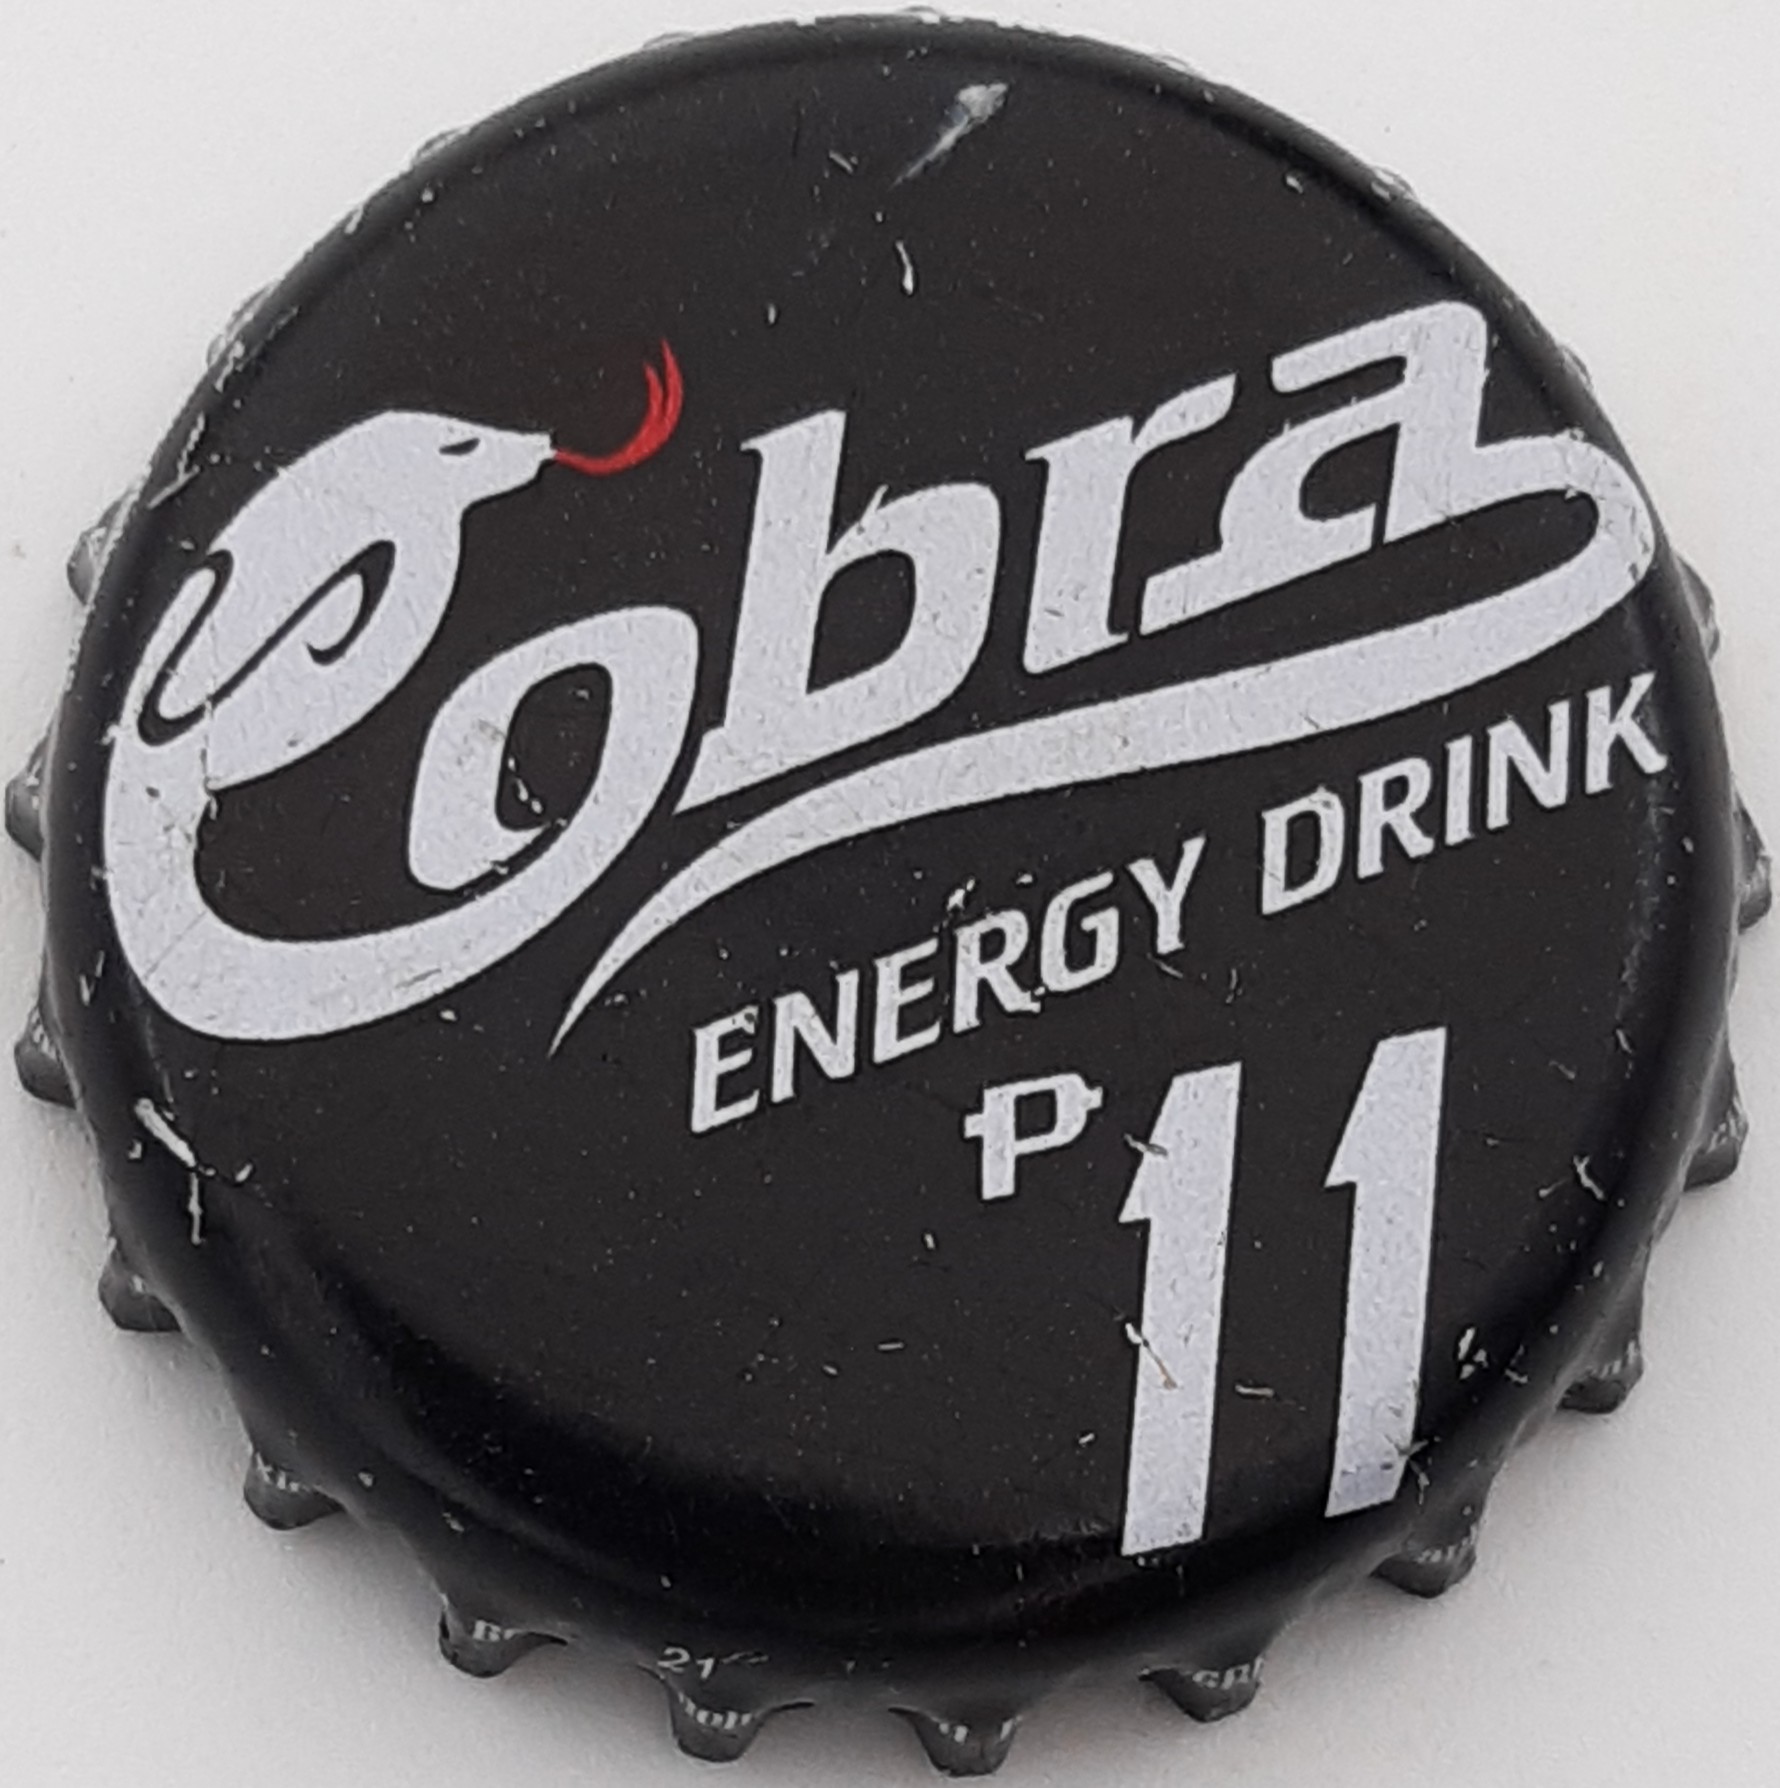 Cobra
ENERGY DRINK
₱11